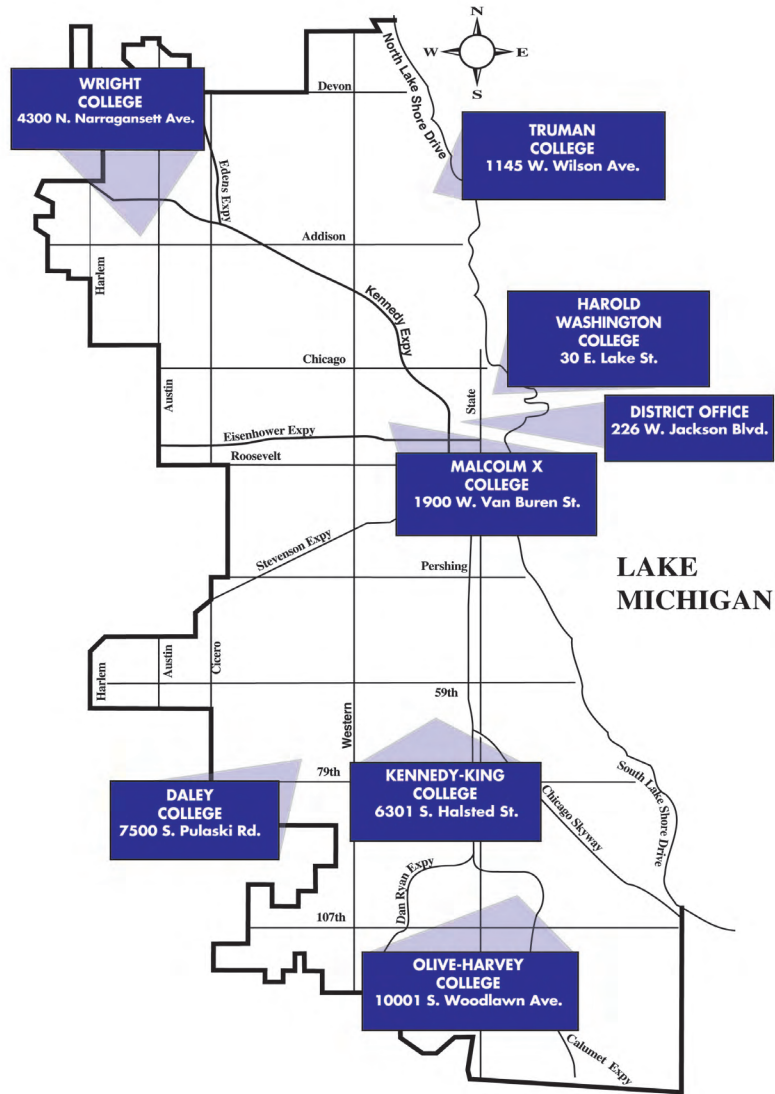 N
W
E
S
WRIGHT
COLLEGE
4300 N. Narragansett Ave.
Devon
North Lake Shore Drive
TRUMAN
COLLEGE
1145 W. Wilson Ave.
Edens Expy
Addison
Harlem
Kennedy Expy
HAROLD
WASHINGTON
COLLEGE
30 E. Lake St.
Chicago
Austin
State
DISTRICT OFFICE
226 W. Jackson Blvd.
Eisenhower Expy
Roosevelt
MALCOLM X
COLLEGE
1900 W. Van Buren St.
Stevenson Expy
Pershing
LAKE
MICHIGAN
Harlem
Austin
Cicero
59th
Western
79th
KENNEDY-KING
COLLEGE
6301 S. Halsted St.
DALEY
COLLEGE
7500 S. Pulaski Rd.
Chicago Skyway
South Lake Shore Drive
Dan Ryan Expy
107th
OLIVE-HARVEY
COLLEGE
10001 S. Woodlawn Ave.
Calumet Expy